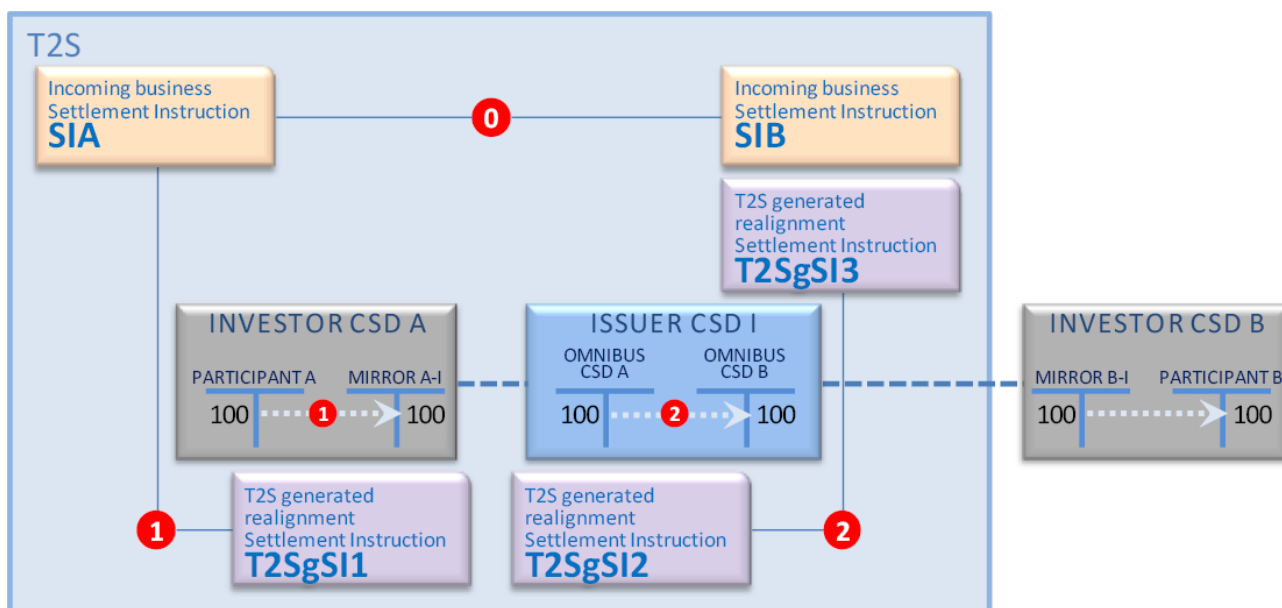 T2S
Incoming business
Settlement Instruction
SIA
0
Incoming business
Settlement Instruction
SIB
T2S generated
realignment
Settlement Instruction
T2SgSI3
INVESTOR CSD A
PARTICIPANT A
MIRROR A-I
100
1
100
ISSUER CSD I
OMNIBUS
CSD A
OMNIBUS
CSD B
100
2
100
INVESTOR CSD B
MIRROR B-I
PARTICIPANT B
100
100
1
T2S generated
realignment
Settlement Instruction
T2SgSI1
T2S generated
realignment
Settlement Instruction
T2SgSI2
2